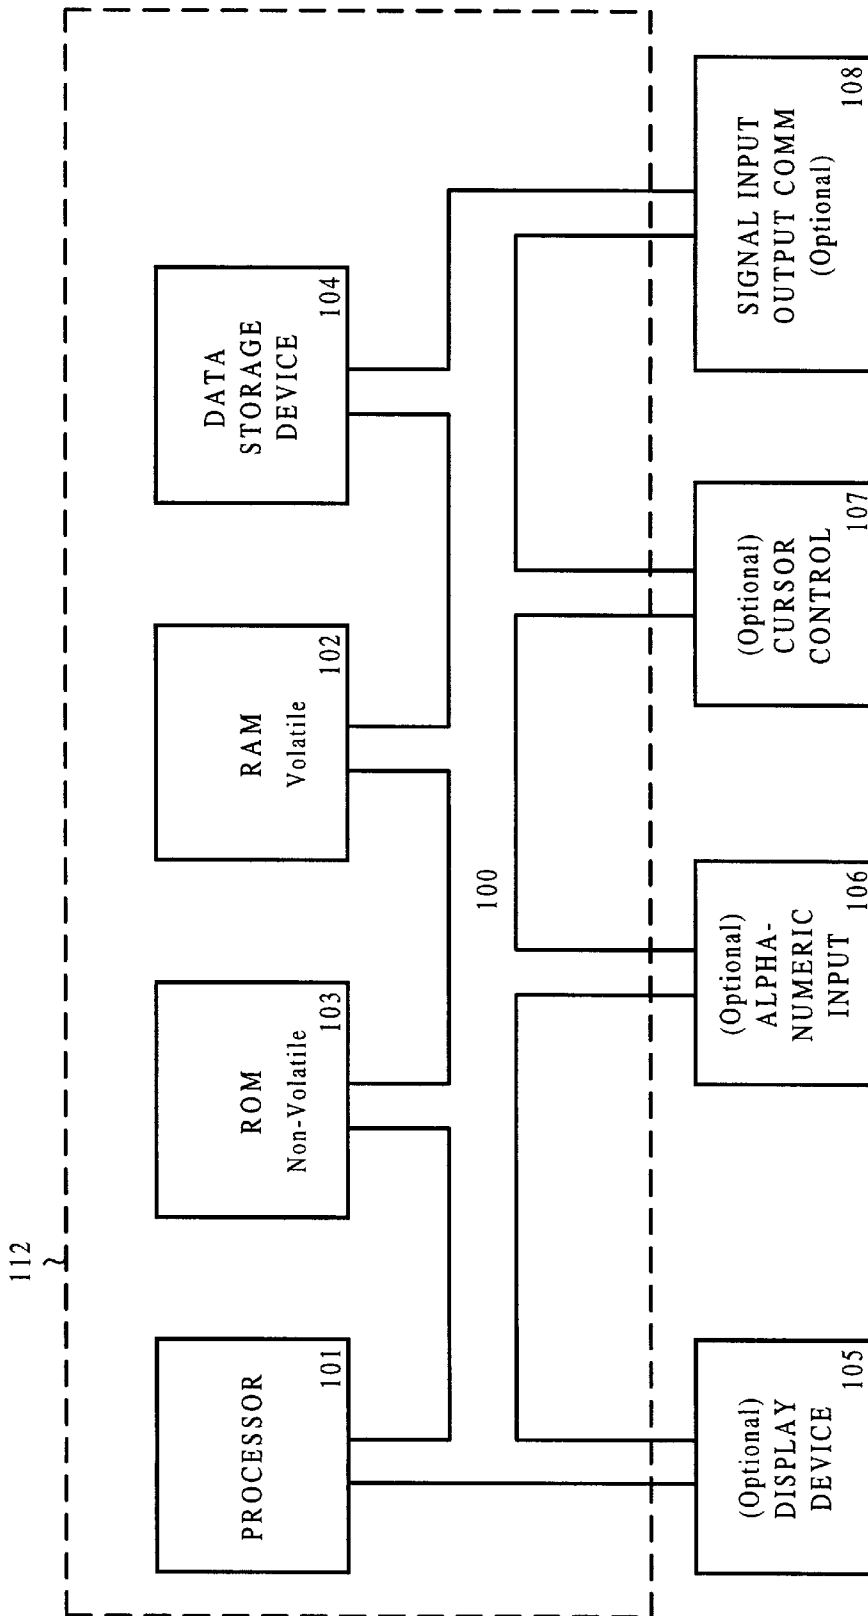 112
PROCESSOR
101
ROM
Non-Volatile
103
RAM
Volatile
102
DATA
STORAGE
DEVICE
104
100
(Optional)
DISPLAY
DEVICE
105
(Optional)
ALPHA-
NUMERIC
INPUT
106
(Optional)
CURSOR
CONTROL
107
SIGNAL INPUT
OUTPUT COMM
(Optional)
108